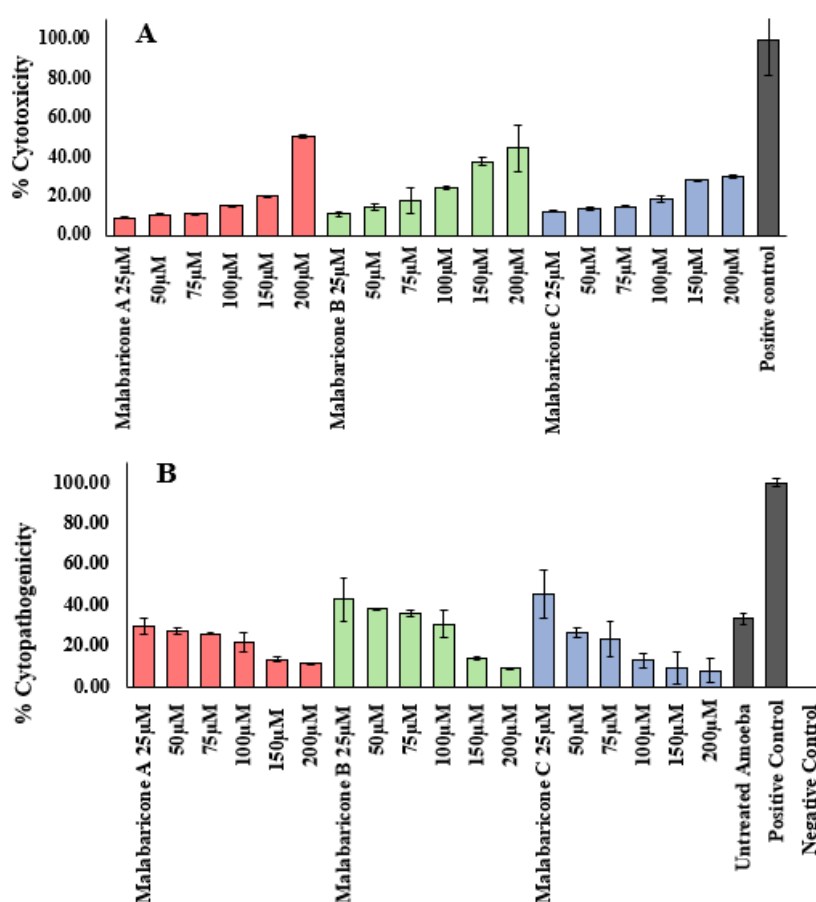 A
% Cytotoxicity
100.00
80.00
60.00
40.00
20.00
0.00
Malabaricone A 25µM
50µM
75µM
100µM
150µM
200µM
Malabaricone B 25µM
50µM
75µM
100µM
150µM
200µM
Malabaricone C 25µM
50µM
75µM
100µM
150µM
200µM
Positive control
B
% Cytopathogenicity
100.00
80.00
60.00
40.00
20.00
0.00
Malabaricone A 25µM
50µM
75µM
100µM
150µM
200µM
Malabaricone B 25µM
50µM
75µM
100µM
150µM
200µM
Malabaricone C 25µM
50µM
75µM
100µM
150µM
200µM
Untreated Amoeba
Positive Control
Negative Control